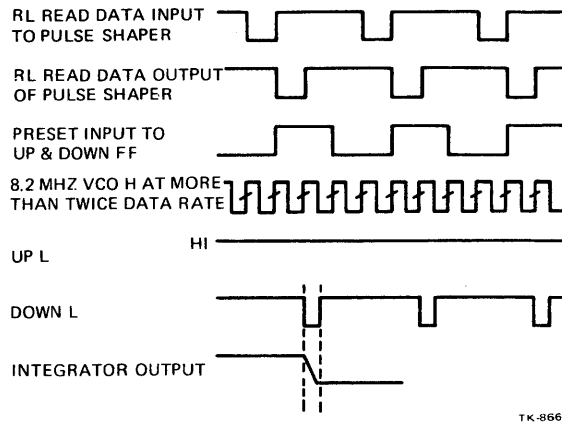 RL READ DATA INPUT
TO PULSE SHAPER
RL READ DATA OUTPUT
OF PULSE SHAPER
PRESET INPUT TO
UP & DOWN FF
8.2 MHZ VCO H AT MORE
THAN TWICE DATA RATE
HI
UP L
DOWN L
INTEGRATOR OUTPUT
TK-866